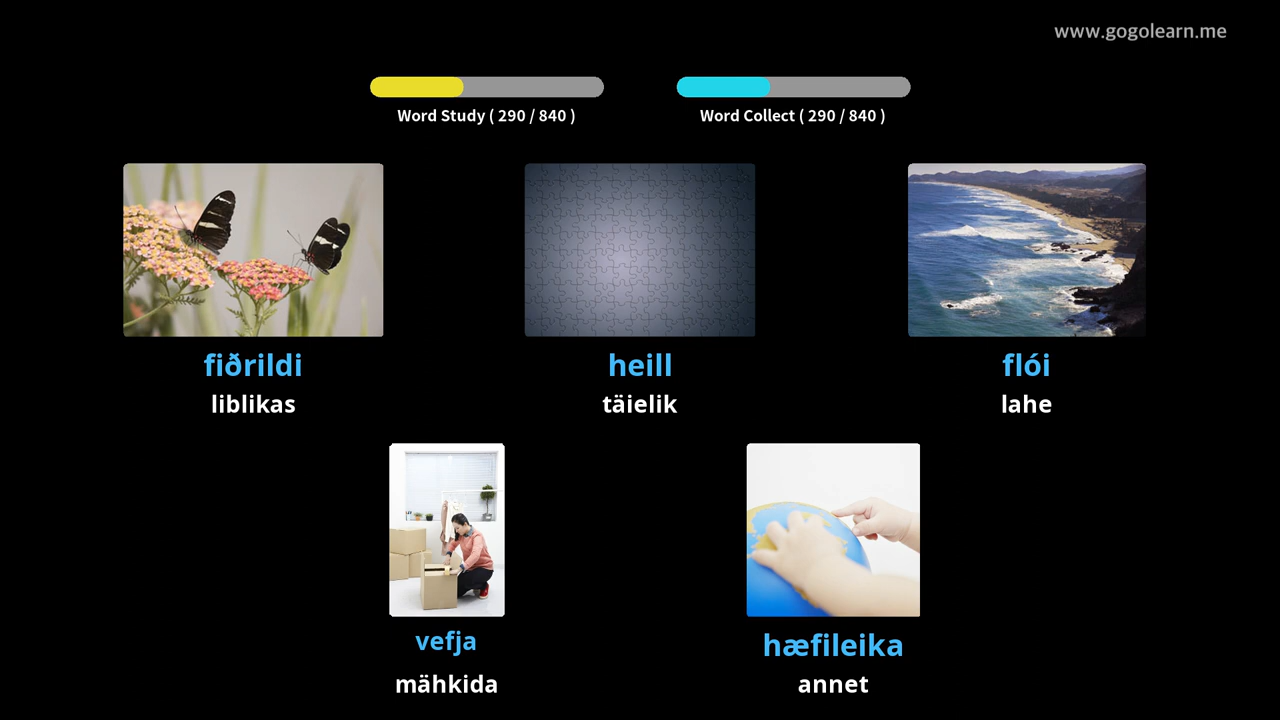 www.gogolearn.me
Word Study ( 290 / 840 )
Word Collect ( 290 / 840 )
fiðrildi
liblikas
heill
täielik
flói
lahe
vefja
mähkida
hæfileika
annet